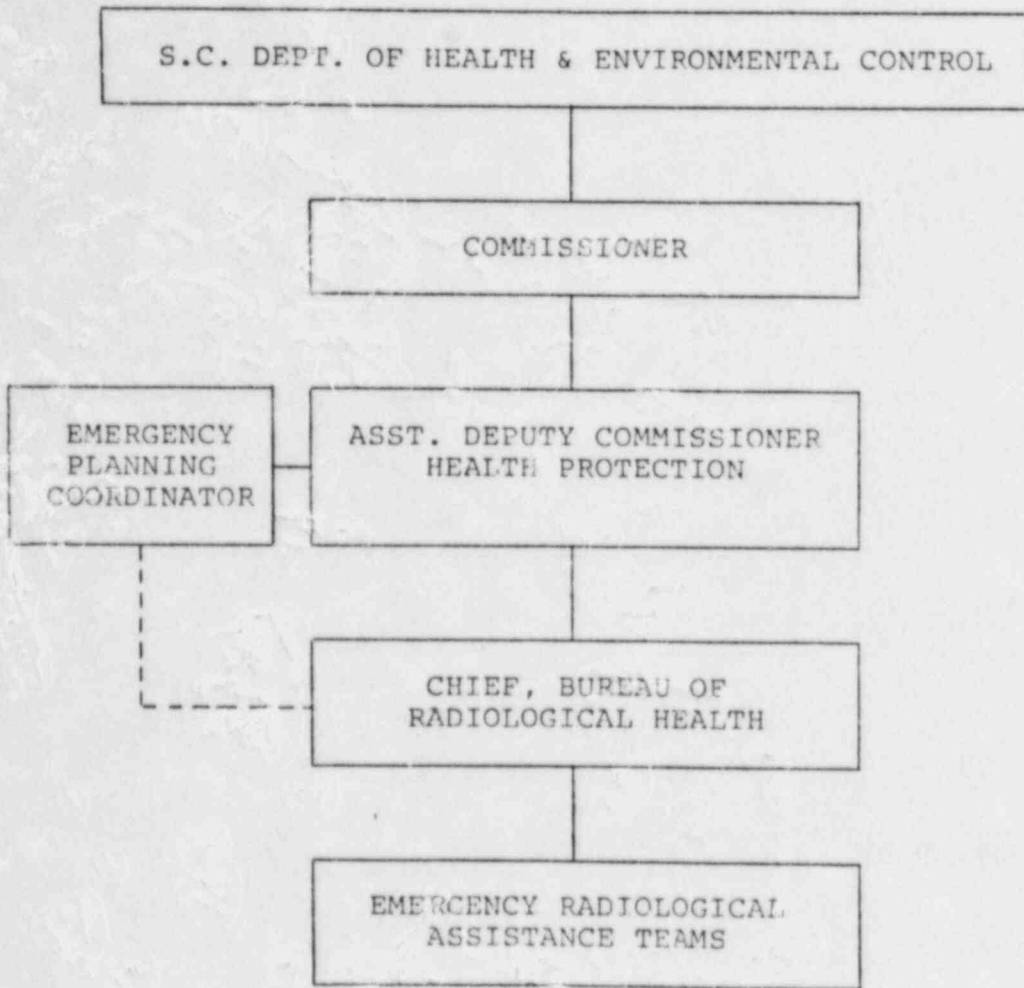 S.C. DEPT. OF HEALTH & ENVIRONMENTAL CONTROL
COMMISSIONER
EMERGENCY
PLANNING
COORDINATOR
ASST. DEPUTY COMMISSIONER
HEALTH PROTECTION
CHIEF, BUREAU OF
RADIOLOGICAL HEALTH
EMERGENCY RADIOLOGICAL
ASSISTANCE TEAMS